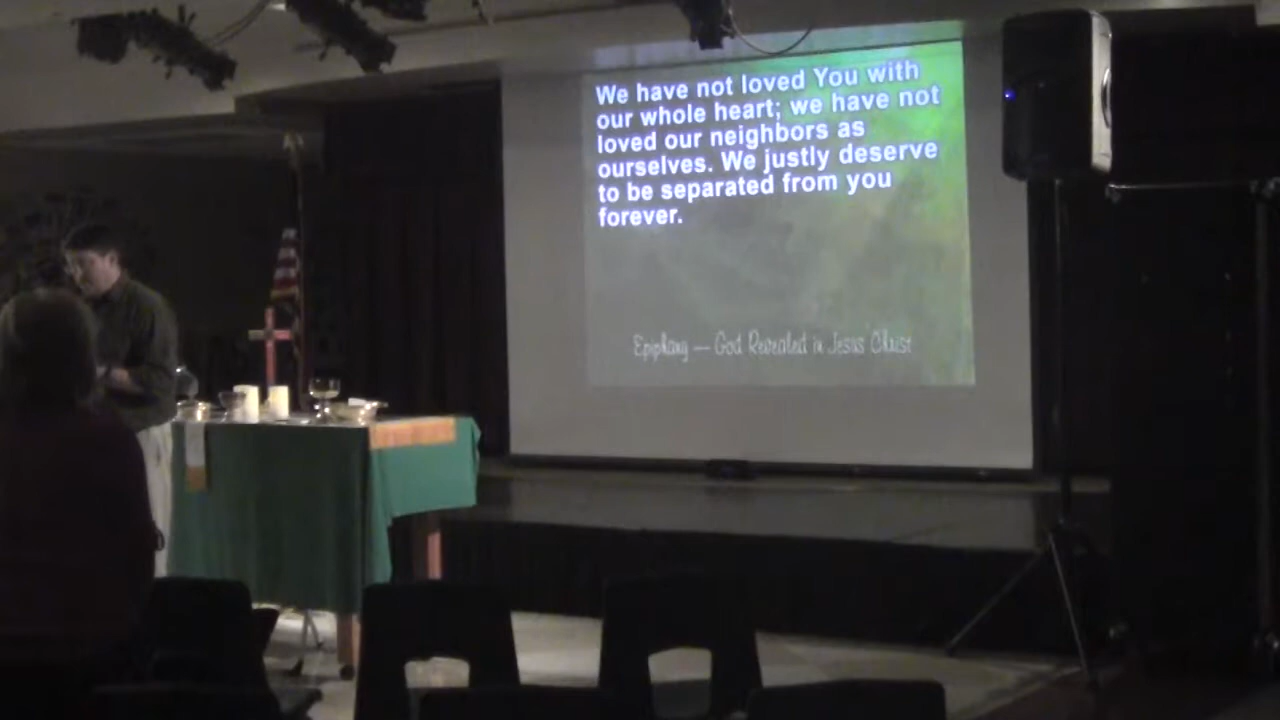 We have not loved You with
our whole heart; we have not
loved our neighbors as
ourselves. We justly deserve
to be separated from you
forever.
Epiphany — God Revealed in Jesus Christ